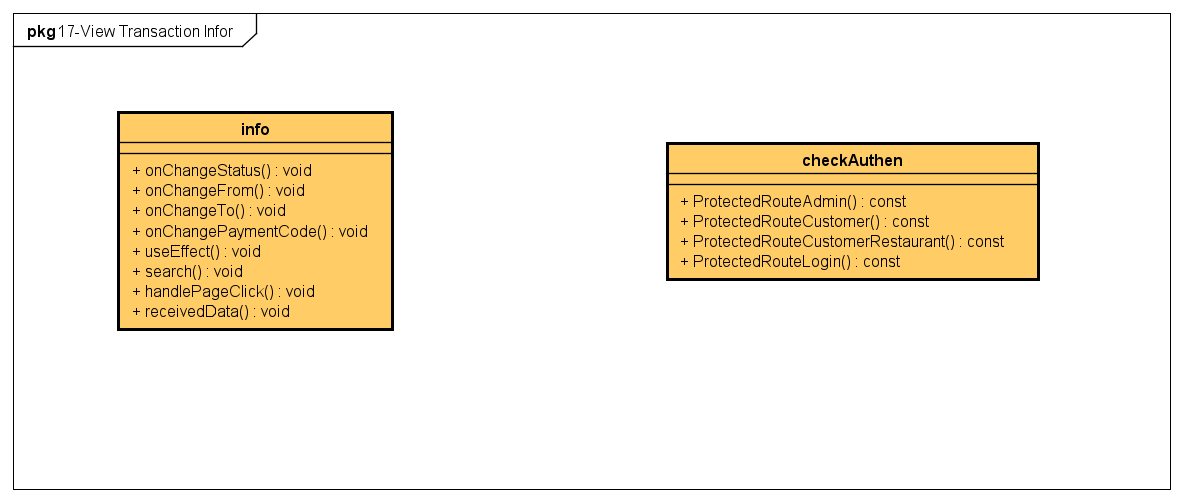 pkg 17-View Transaction Infor
info
+ onChangeStatus() : void
+ onChangeFrom() : void
+ onChangeTo() : void
+ onChangePaymentCode() : void
+ useEffect() : void
+ search() : void
+ handlePageClick() : void
+ receivedData() : void
checkAuthen
+ ProtectedRouteAdmin() : const
+ ProtectedRouteCustomer() : const
+ ProtectedRouteCustomerRestaurant() : const
+ ProtectedRouteLogin() : const